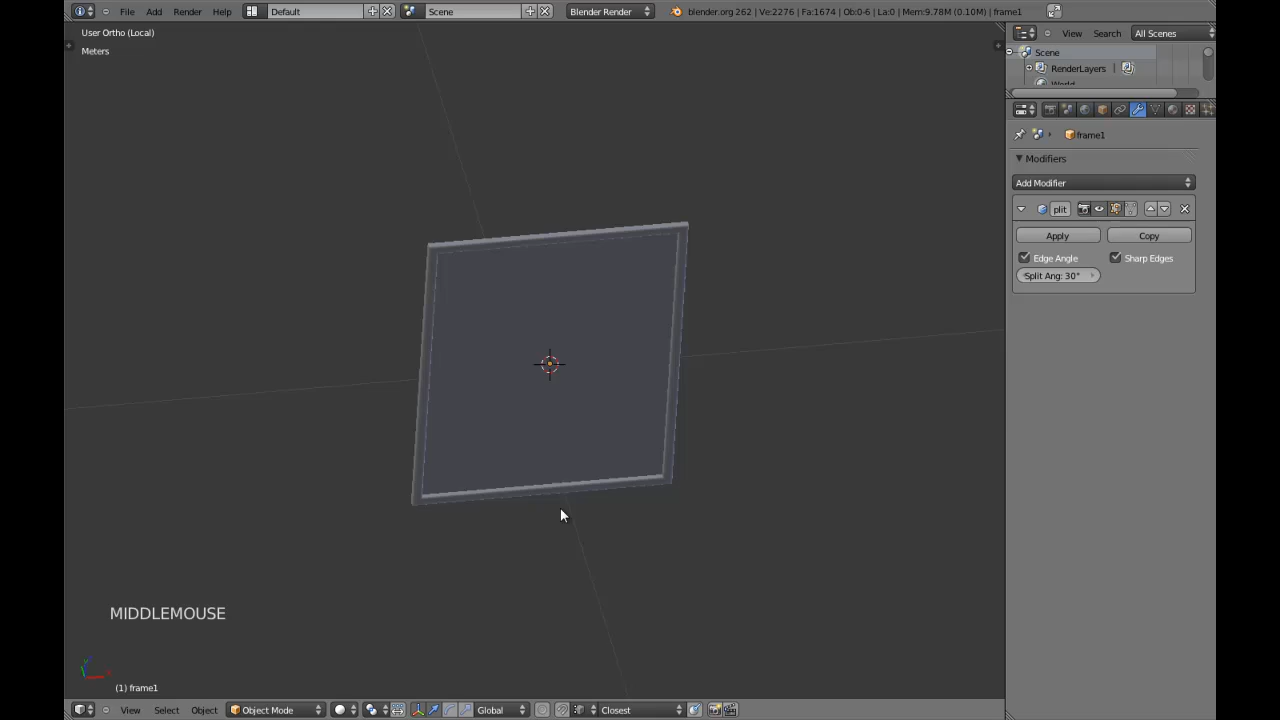 File Add Render Help Default Scene Blender Render blender.org 262 | Ve:2276 | Fa:1674 | Ob:0-6 | La:0 | Mem:9.78M (0.10M) | frame1
User Ortho (Local)
Meters
View Search All Scenes
Scene
RenderLayers
World
frame1
Modifiers
Add Modifier
plit
Apply Copy
Edge Angle Sharp Edges
Split Ang: 30°
MIDDLEMOUSE
(1) frame1
View Select Object Object Mode Global Closest